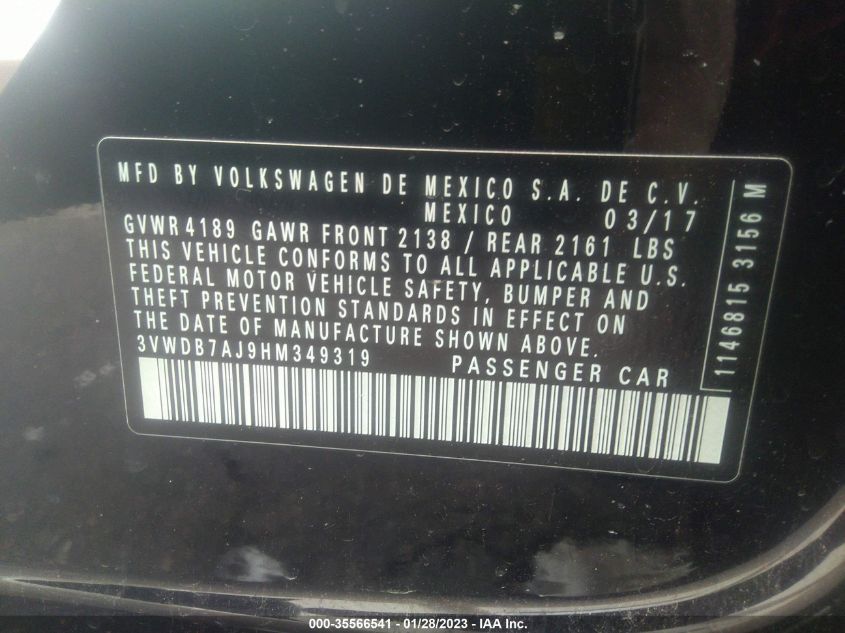 MFD BY VOLKSWAGEN DE MEXICO S.A. DE C.V.
MEXICO 03/17
GVWR 4189 GAWR FRONT 2138 / REAR 2161 LBS
THIS VEHICLE CONFORMS TO ALL APPLICABLE U.S.
FEDERAL MOTOR VEHICLE SAFETY, BUMPER AND
THEFT PREVENTION STANDARDS IN EFFECT ON
THE DATE OF MANUFACTURE SHOWN ABOVE.
3VWDB7AJ9HM349319 PASSENGER CAR
1146815 3156 M
000-35566541 - 01/28/2023 - IAA Inc.